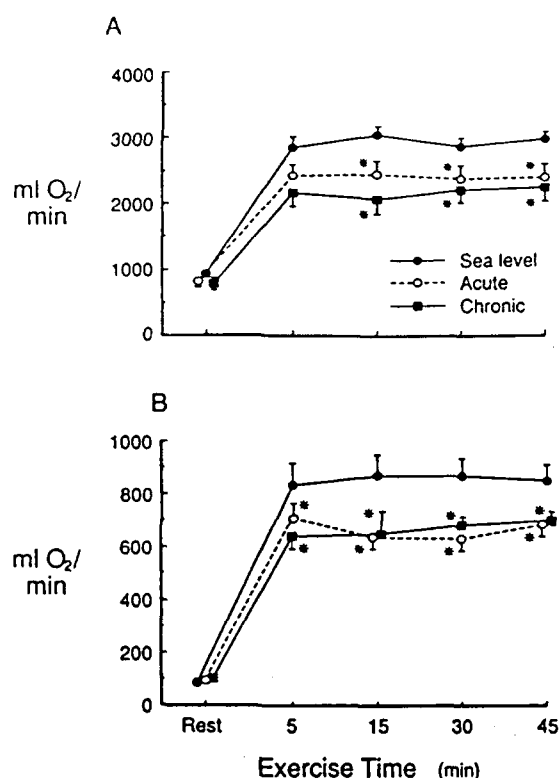 A
4000
3000
2000
1000
0
ml O₂/
min
Sea level
Acute
Chronic
B
1000
800
600
400
200
0
ml O₂/
min
Rest 5 15 30 45
Exercise Time (min)